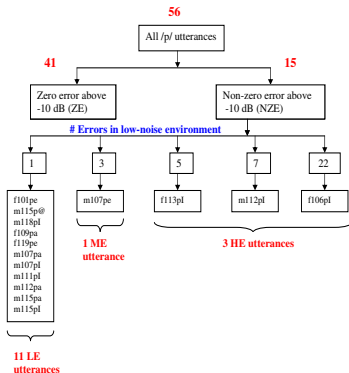 56
All /p/ utterances
41
15
Zero error above
-10 dB (ZE)
Non-zero error above
-10 dB (NZE)
# Errors in low-noise environment
1
3
5
7
22
f101pe
m115p@
m118pI
f109pa
f119pe
m107pa
m107pI
m111pI
m112pa
m115pa
m115pI
m107pe
f113pI
m112pI
f106pI
1 ME
utterance
3 HE utterances
11 LE
utterances